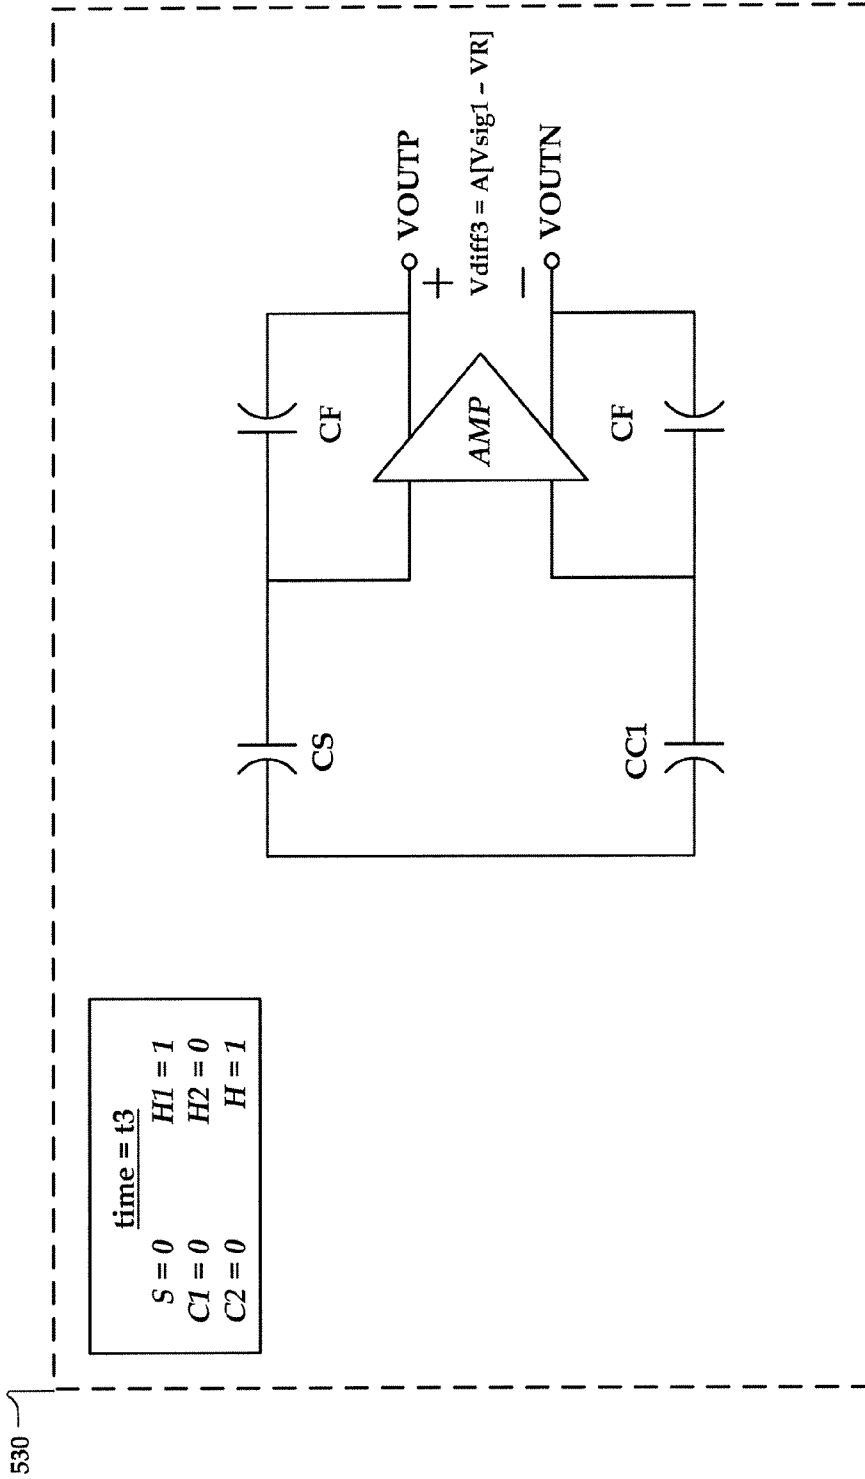 530
time = t3
S = 0 H1 = 1
C1 = 0 H2 = 0
C2 = 0 H = 1
CS
CF
VOUTP
+
AMP
Vdiff3 = A[Vsig1 – VR]
–
VOUTN
CC1
CF